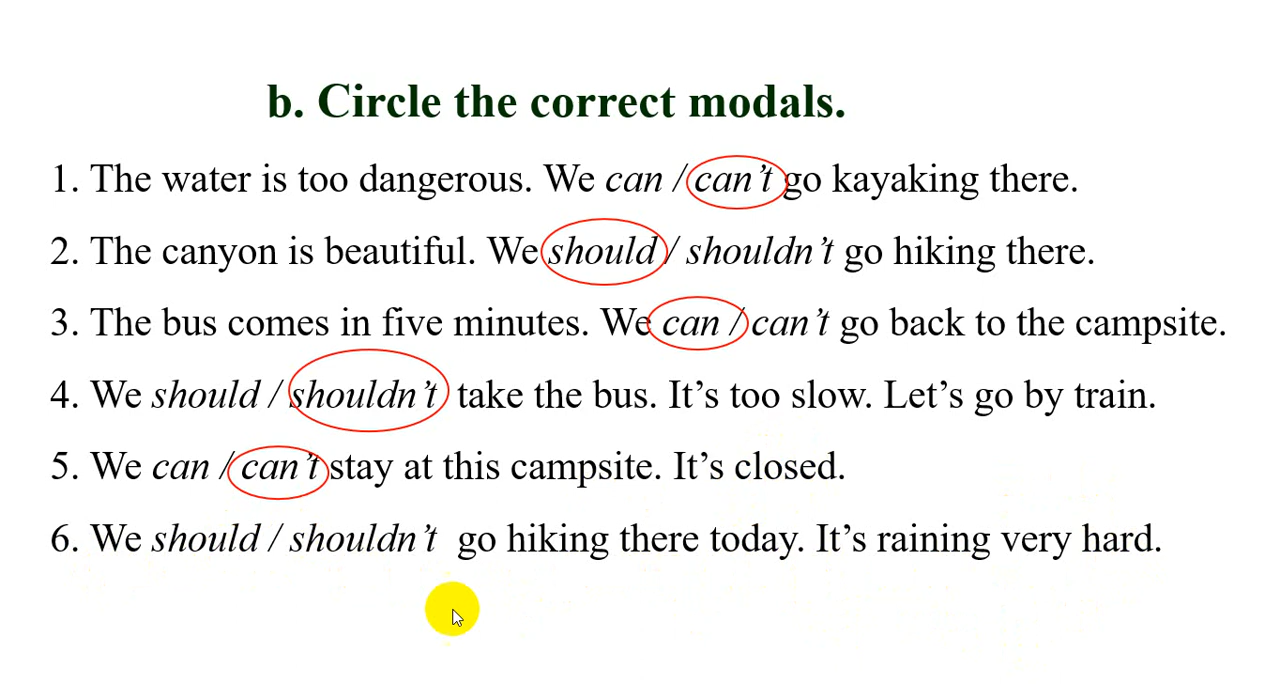 b. Circle the correct modals.
1. The water is too dangerous. We can / can’t go kayaking there.
2. The canyon is beautiful. We should / shouldn’t go hiking there.
3. The bus comes in five minutes. We can / can’t go back to the campsite.
4. We should / shouldn’t take the bus. It’s too slow. Let’s go by train.
5. We can / can’t stay at this campsite. It’s closed.
6. We should / shouldn’t go hiking there today. It’s raining very hard.